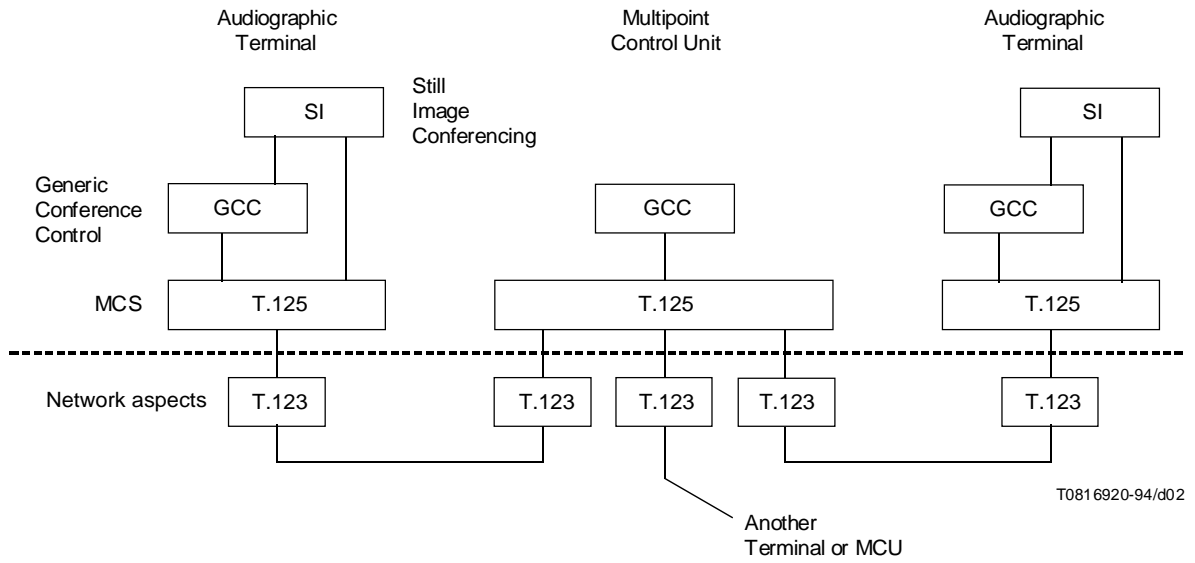 Audiographic
Terminal
Multipoint
Control Unit
Audiographic
Terminal
SI
Still
Image
Conferencing
SI
Generic
Conference
Control
GCC
GCC
GCC
MCS
T.125
T.125
T.125
Network aspects
T.123
T.123
T.123
T.123
T.123
T0816920-94/d02
Another
Terminal or MCU